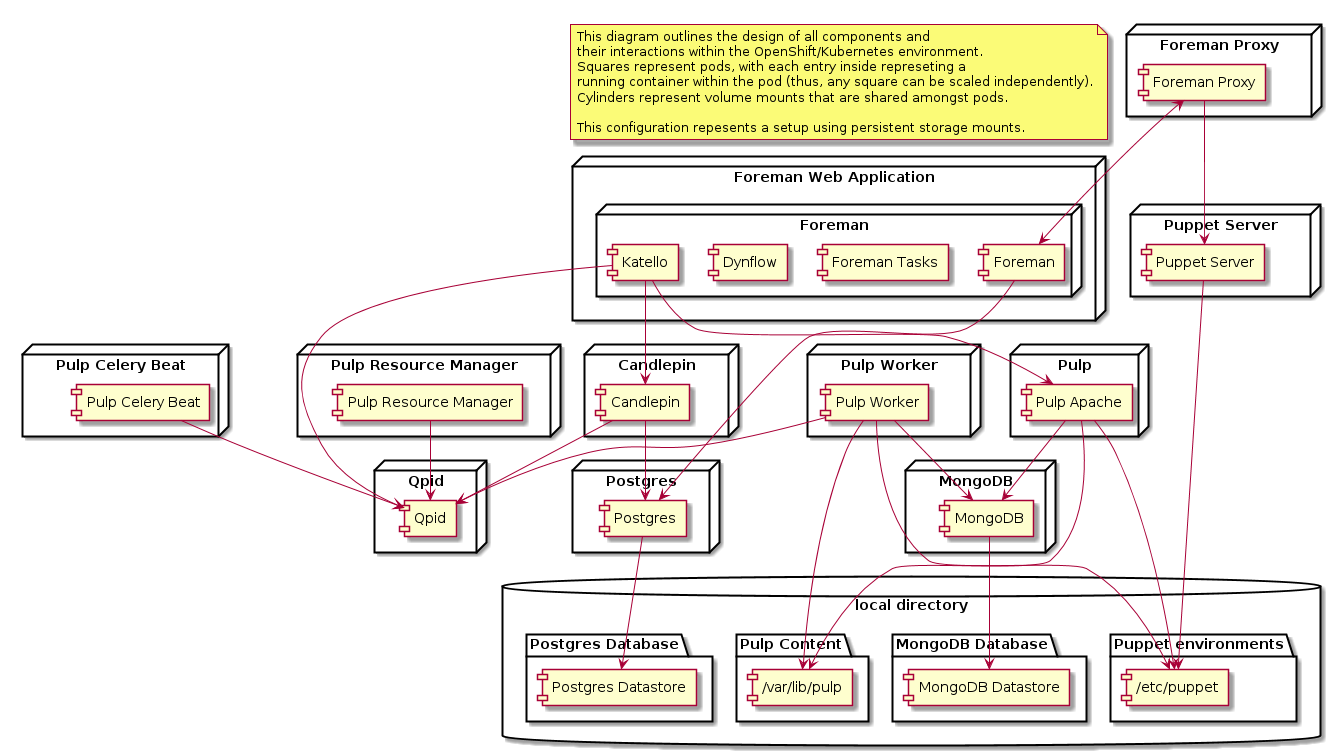 This diagram outlines the design of all components and
their interactions within the OpenShift/Kubernetes environment.
Squares represent pods, with each entry inside represeting a
running container within the pod (thus, any square can be scaled independently).
Cylinders represent volume mounts that are shared amongst pods.
This configuration repesents a setup using persistent storage mounts.
Foreman Proxy
Foreman Proxy
Foreman Web Application
Foreman
Katello
Dynflow
Foreman Tasks
Foreman
Puppet Server
Puppet Server
Pulp Celery Beat
Pulp Celery Beat
Pulp Resource Manager
Pulp Resource Manager
Candlepin
Candlepin
Pulp Worker
Pulp Worker
Pulp
Pulp Apache
Qpid
Qpid
Postgres
Postgres
MongoDB
MongoDB
local directory
Postgres Database
Postgres Datastore
Pulp Content
/var/lib/pulp
MongoDB Database
MongoDB Datastore
Puppet environments
/etc/puppet